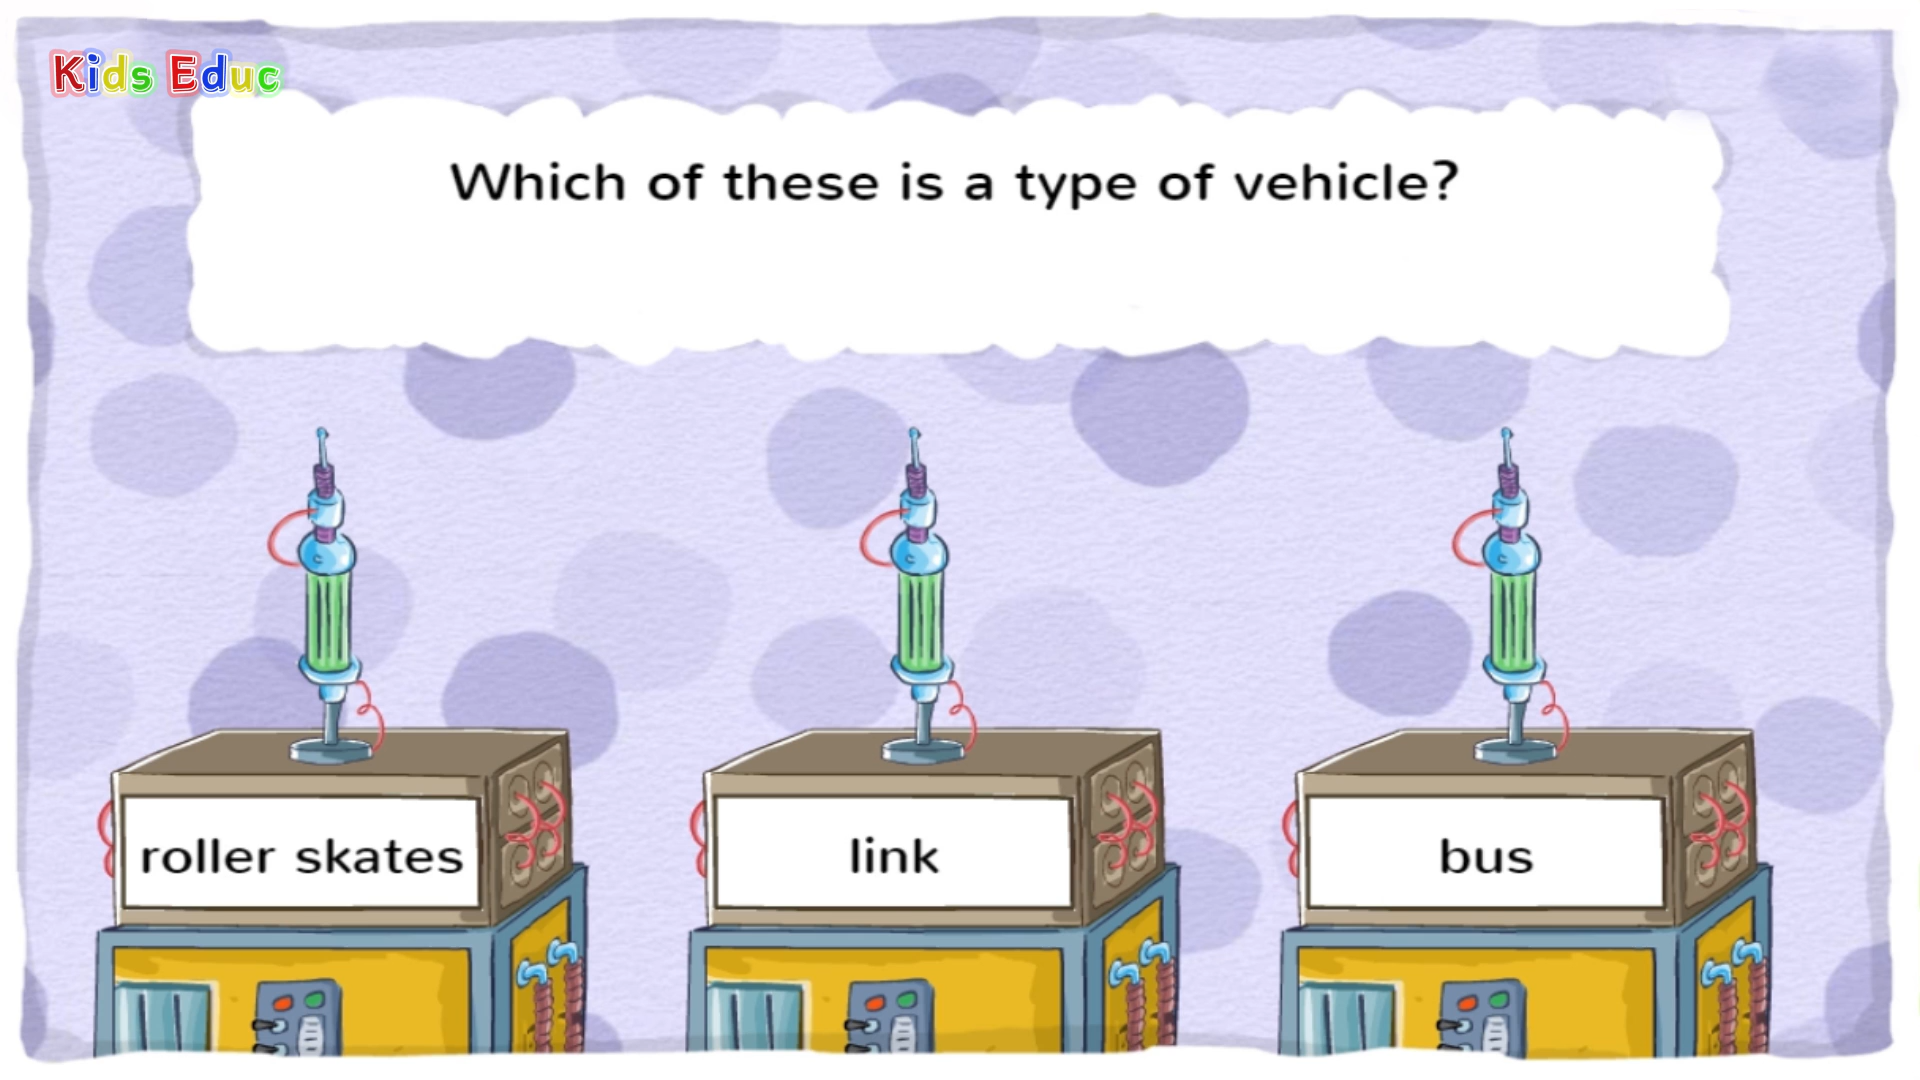 Kids Educ
Which of these is a type of vehicle?
roller skates
link
bus